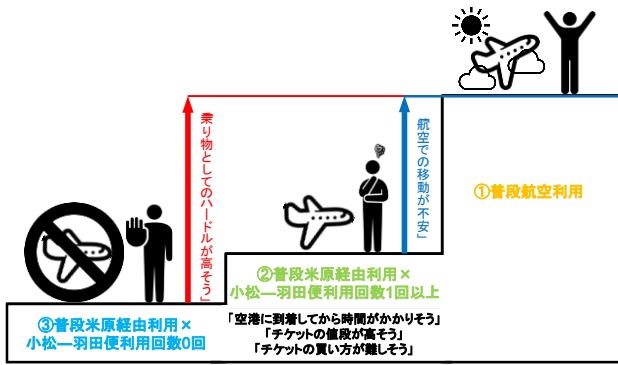 乗り物としてのハードルが高そう」
航空での移動が不安」
①普段航空利用
②普段米原経由利用×
小松―羽田便利用回数1回以上
③普段米原経由利用×
小松―羽田便利用回数0回
「空港に到着してから時間がかかりそう」
「チケットの値段が高そう」
「チケットの買い方が難しそう」